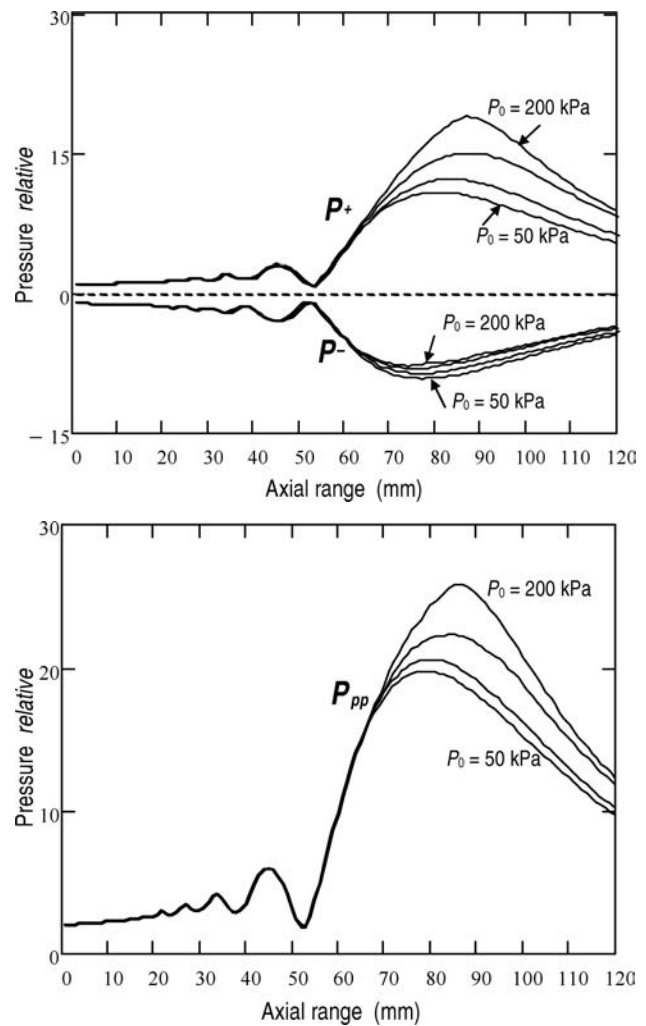 30
P₀ = 200 kPa
15
P+
P₀ = 50 kPa
0
P₀ = 200 kPa
P−
P₀ = 50 kPa
− 15
0 10 20 30 40 50 60 70 80 90 100 110 120
Axial range (mm)
Pressure relative
30
P₀ = 200 kPa
20
Ppp
P₀ = 50 kPa
10
0
0 10 20 30 40 50 60 70 80 90 100 110 120
Axial range (mm)
Pressure relative